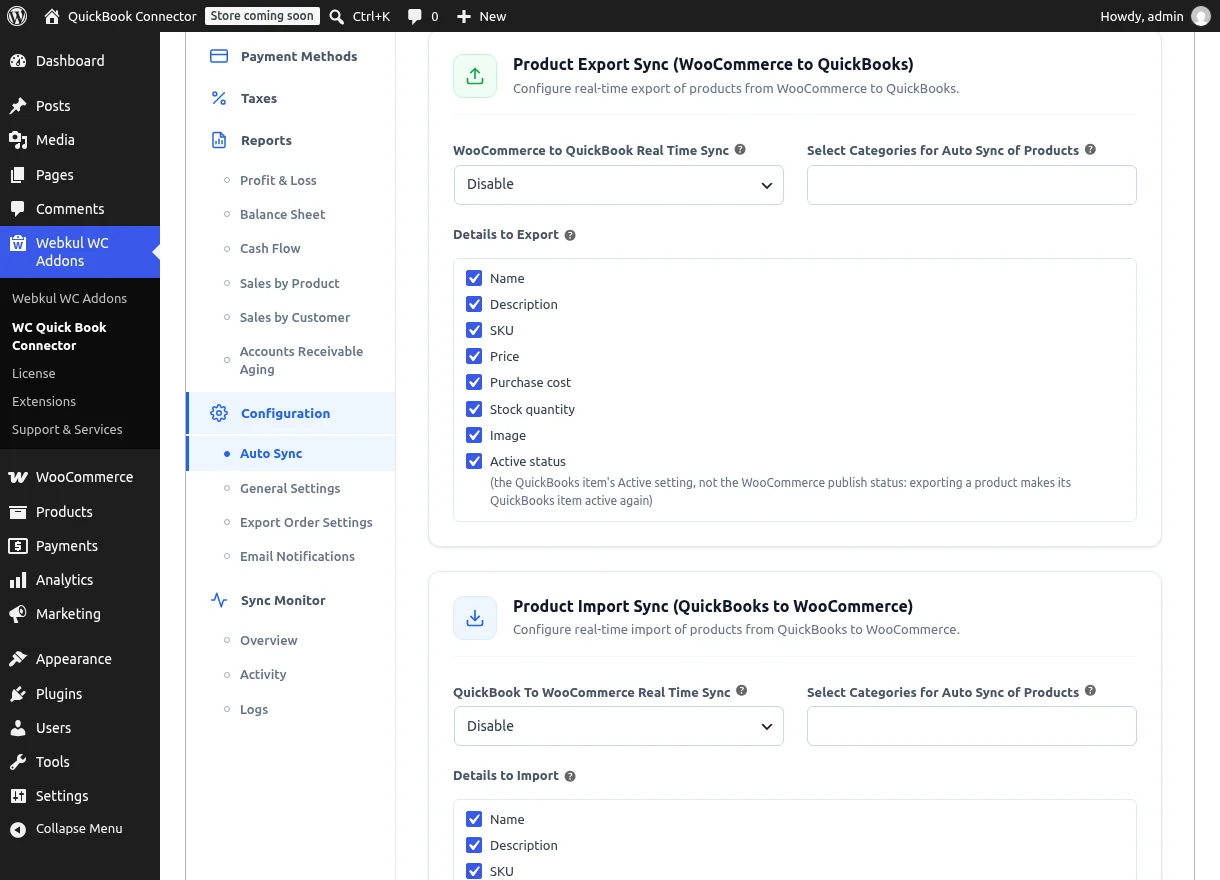 QuickBook Connector
Store coming soon
Ctrl+K
0
New
Howdy, admin
Dashboard
Posts
Media
Pages
Comments
Webkul WC
Addons
Webkul WC Addons
WC Quick Book
Connector
License
Extensions
Support & Services
WooCommerce
Products
Payments
Analytics
Marketing
Appearance
Plugins
Users
Tools
Settings
Collapse Menu
Payment Methods
Taxes
Reports
Profit & Loss
Balance Sheet
Cash Flow
Sales by Product
Sales by Customer
Accounts Receivable
Aging
Configuration
Auto Sync
General Settings
Export Order Settings
Email Notifications
Sync Monitor
Overview
Activity
Logs
Product Export Sync (WooCommerce to QuickBooks)
Configure real-time export of products from WooCommerce to QuickBooks.
WooCommerce to QuickBook Real Time Sync
Disable
Select Categories for Auto Sync of Products
Details to Export
Name
Description
SKU
Price
Purchase cost
Stock quantity
Image
Active status
(the QuickBooks item's Active setting, not the WooCommerce publish status: exporting a product makes its
QuickBooks item active again)
Product Import Sync (QuickBooks to WooCommerce)
Configure real-time import of products from QuickBooks to WooCommerce.
QuickBook To WooCommerce Real Time Sync
Disable
Select Categories for Auto Sync of Products
Details to Import
Name
Description
SKU